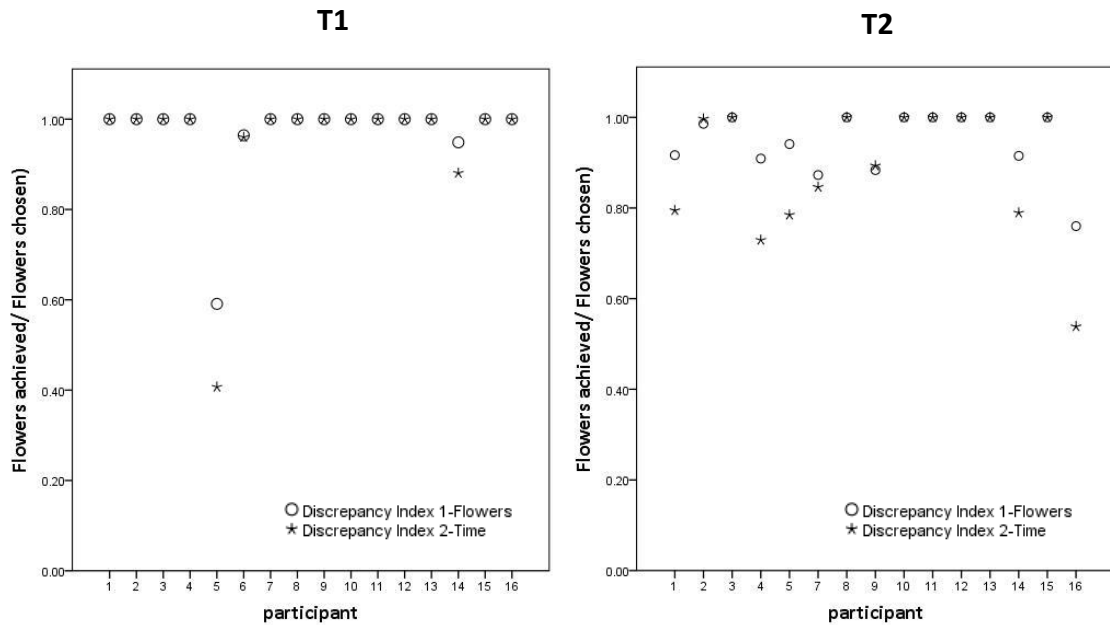 T1
Flowers achieved/ Flowers chosen)
1.00
0.80
0.60
0.40
0.20
0.00
Discrepancy Index 1-Flowers
Discrepancy Index 2-Time
1 2 3 4 5 6 7 8 9 10 11 12 13 14 15 16
participant
T2
Flowers achieved/ Flowers chosen)
1.00
0.80
0.60
0.40
0.20
0.00
Discrepancy Index 1-Flowers
Discrepancy Index 2-Time
1 2 3 4 5 7 8 9 10 11 12 13 14 15 16
participant